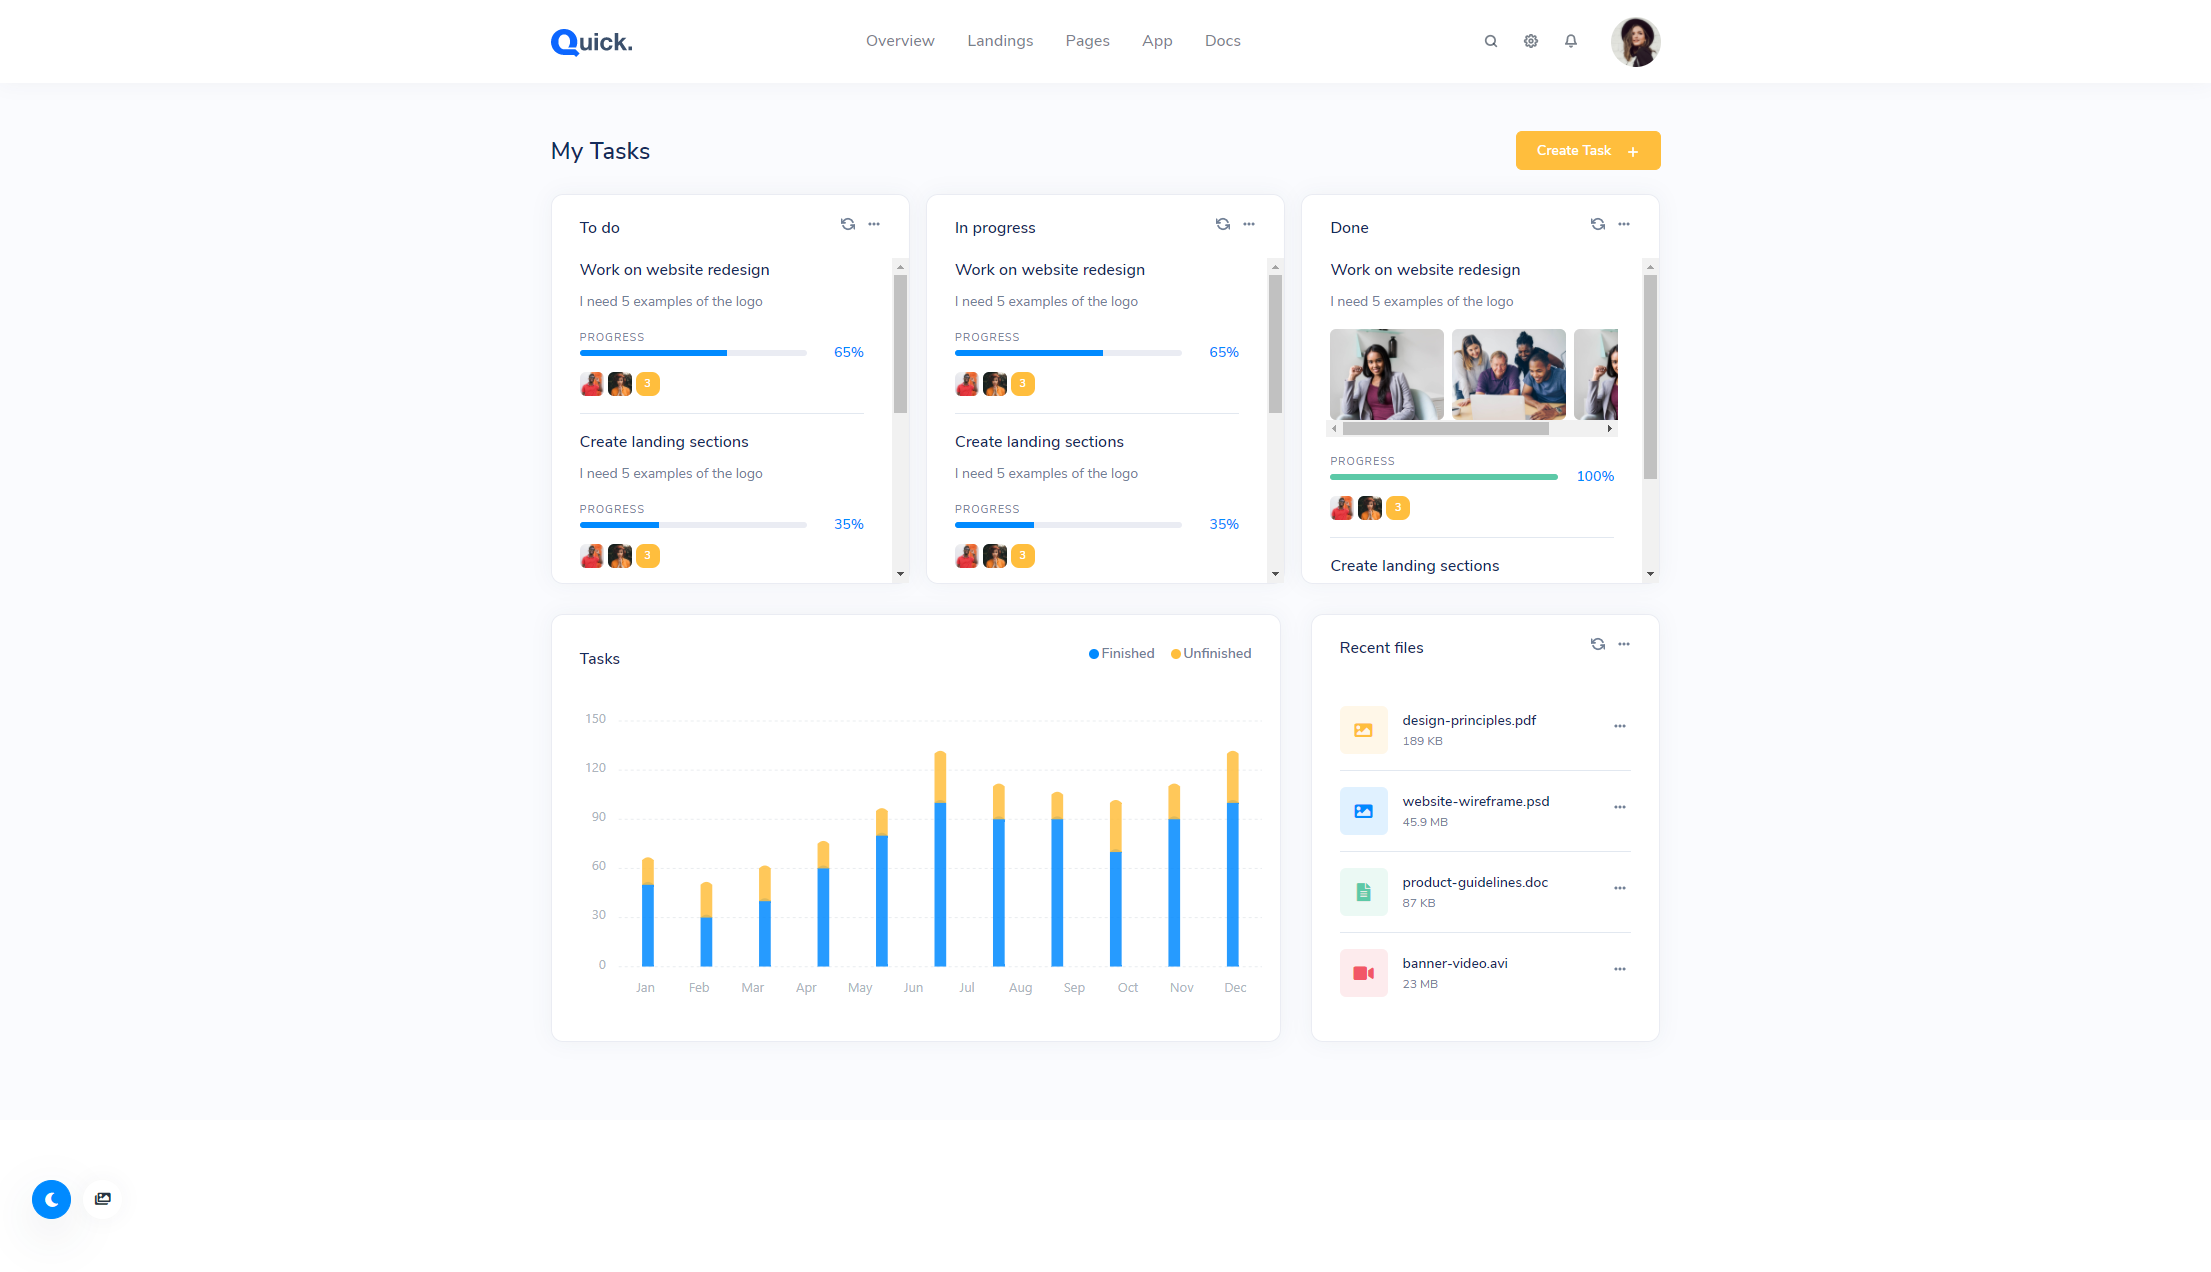 Quick.
Overview Landings Pages App Docs
My Tasks
Create Task +
To do
Work on website redesign
I need 5 examples of the logo
PROGRESS
65%
3
Create landing sections
I need 5 examples of the logo
PROGRESS
35%
3
In progress
Work on website redesign
I need 5 examples of the logo
PROGRESS
65%
3
Create landing sections
I need 5 examples of the logo
PROGRESS
35%
3
Done
Work on website redesign
I need 5 examples of the logo
PROGRESS
100%
3
Create landing sections
Tasks
Finished Unfinished
150
120
90
60
30
0
Jan Feb Mar Apr May Jun Jul Aug Sep Oct Nov Dec
Recent files
design-principles.pdf
189 KB
website-wireframe.psd
45.9 MB
product-guidelines.doc
87 KB
banner-video.avi
23 MB